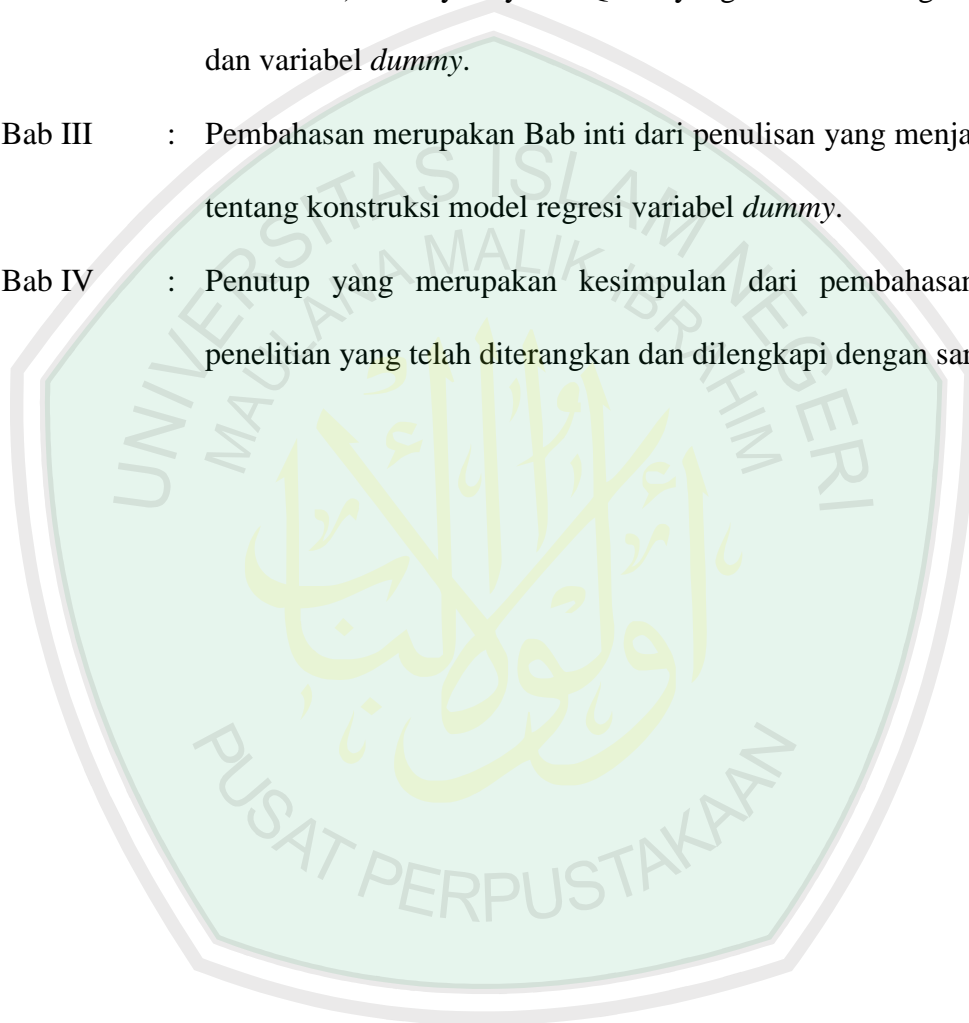 dan variabel dummy.
Bab III : Pembahasan merupakan Bab inti dari penulisan yang
tentang konstruksi model regresi variabel dummy.
Bab IV : Penutup yang merupakan kesimpulan dari pembahasan
penelitian yang telah diterangkan dan dilengkapi dengan
UNIVERSITAS ISLAM NEGERI
MAULANA MALIK IBRAHIM
PUSAT PERPUSTAKAAN